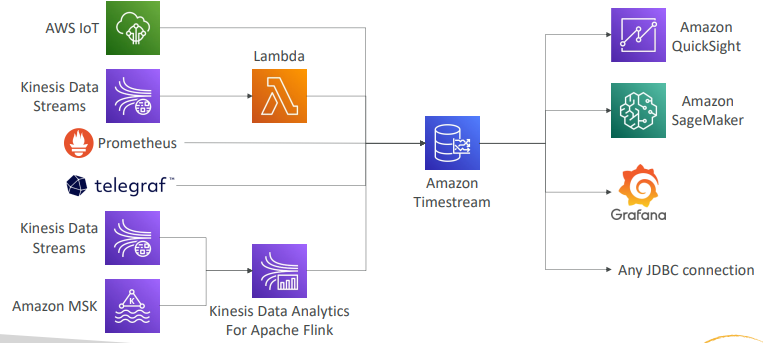 AWS IoT
Lambda
Kinesis Data
Streams
Prometheus
telegraf™
Kinesis Data
Streams
Amazon MSK
K
Kinesis Data Analytics
For Apache Flink
Amazon
Timestream
Amazon
QuickSight
Amazon
SageMaker
Grafana
Any JDBC connection